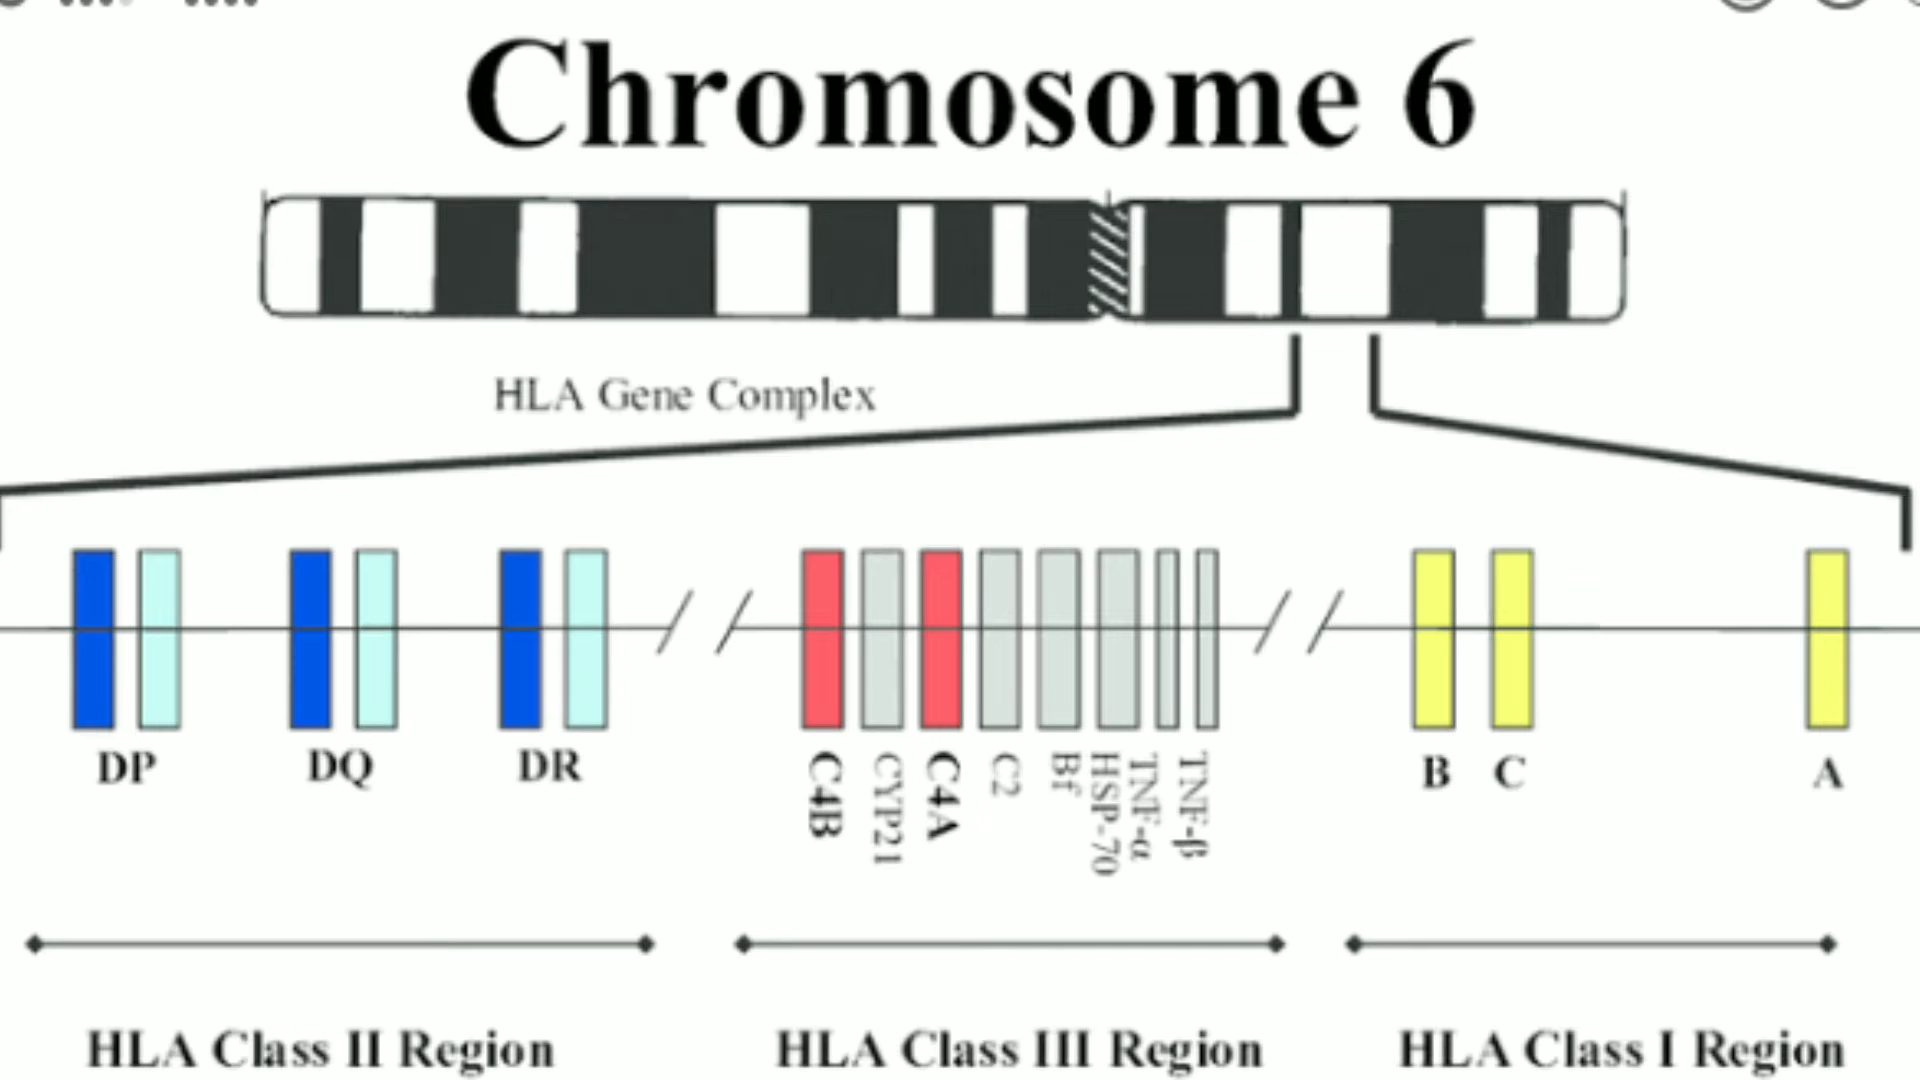 Chromosome 6
HLA Gene Complex
DP DQ DR
C4B CYP21 C4A C2 Bf HSP-70 TNF-α TNF-β
B C A
HLA Class II Region HLA Class III Region HLA Class I Region